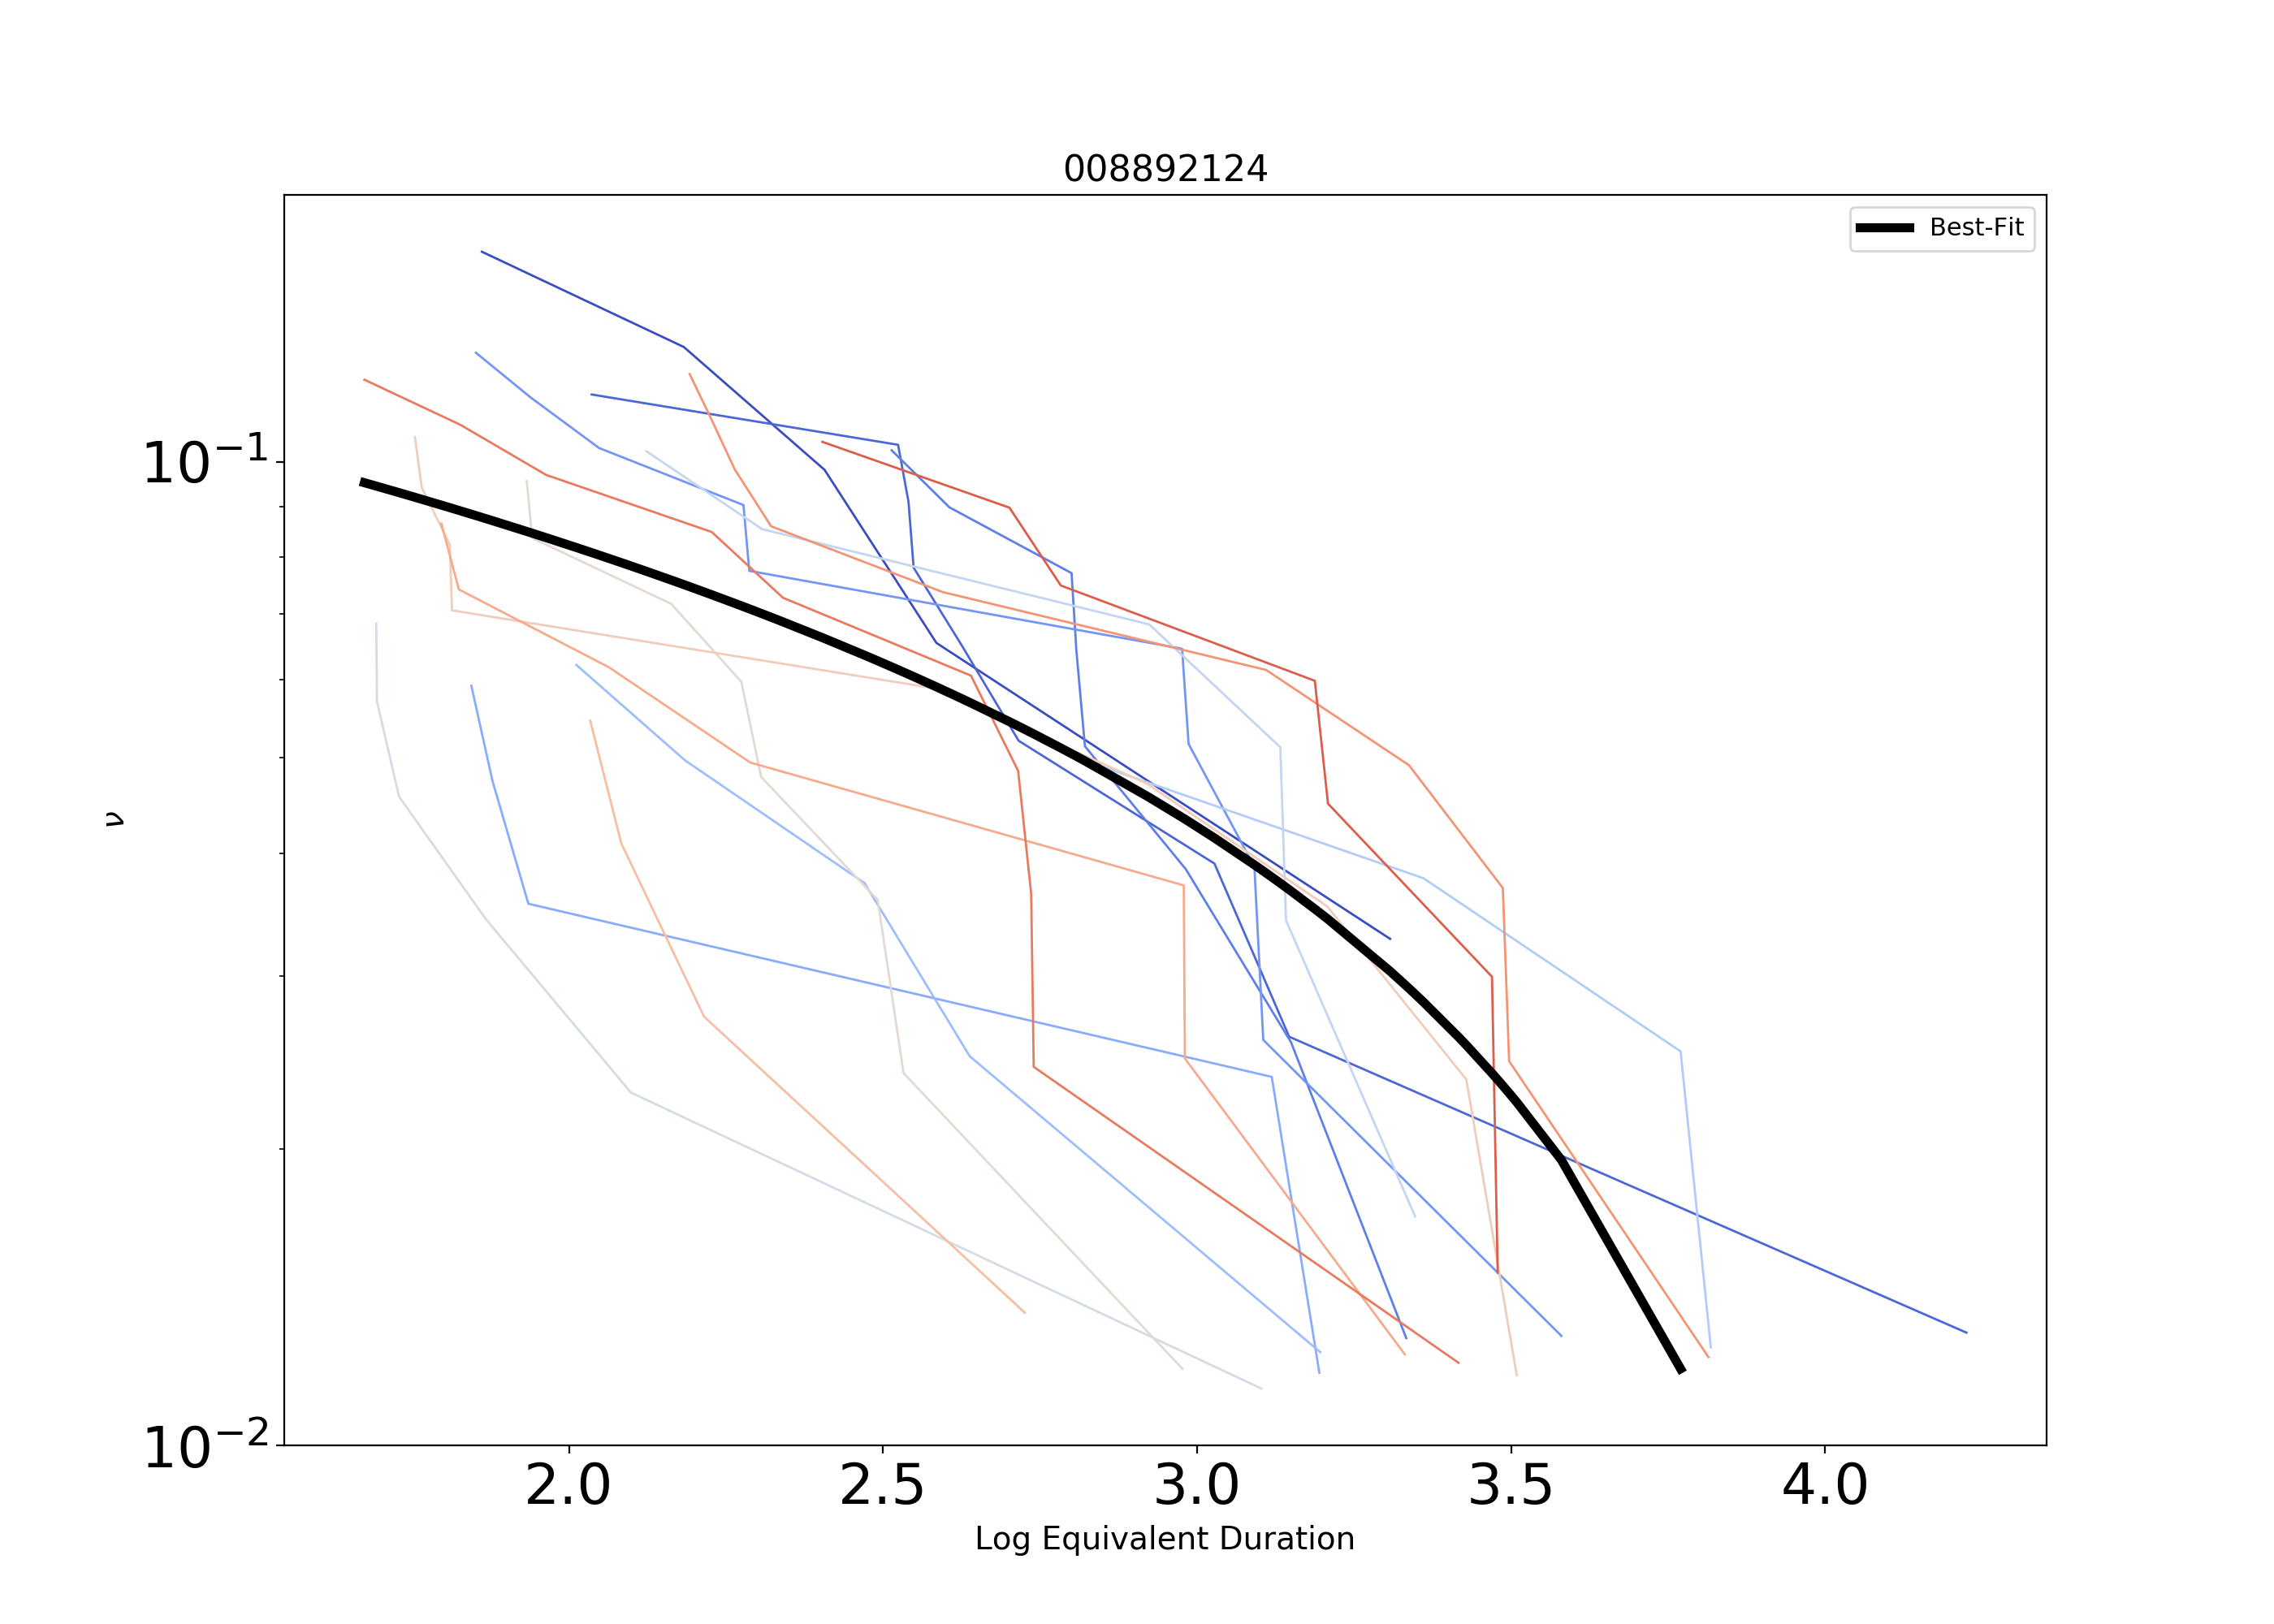 008892124
Best-Fit
10⁻¹
ν
10⁻²
2.0 2.5 3.0 3.5 4.0
Log Equivalent Duration